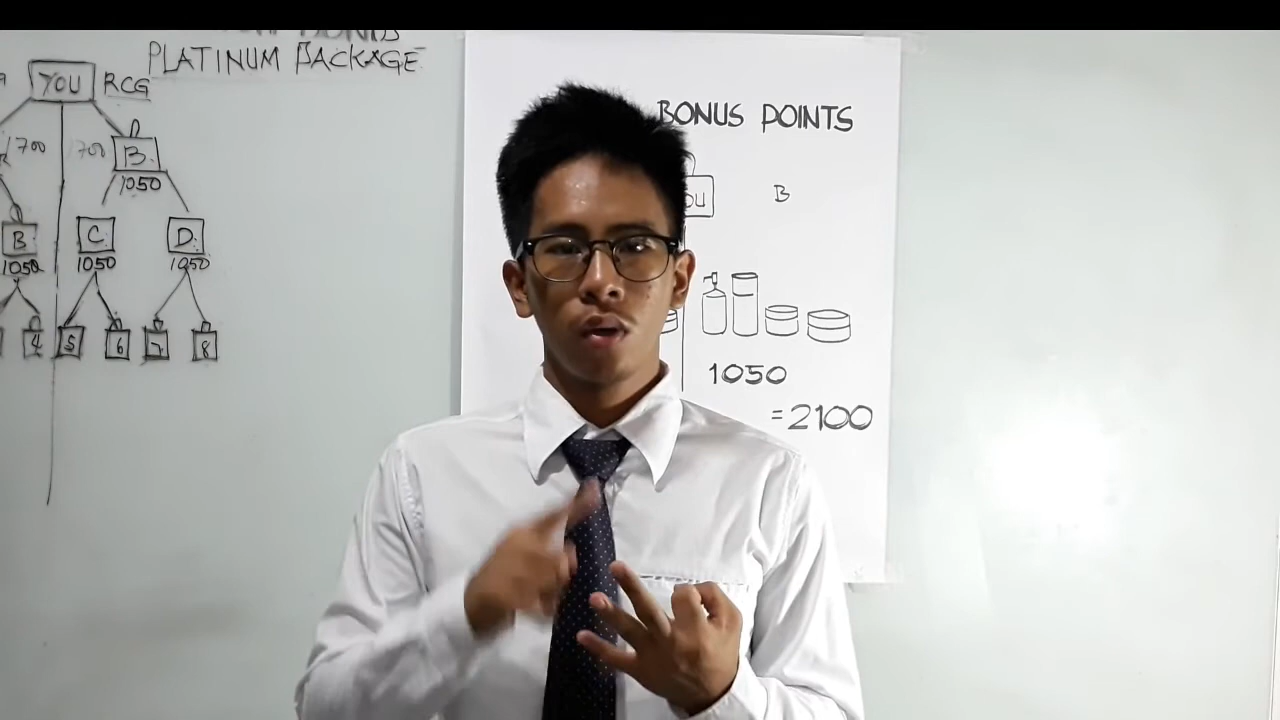 PLATINUM PACKAGE
YOU RCG
700 700 B
1050
B C D
1050 1050 1050
4 5 6 7 8
BONUS POINTS
OU B
1050
=2100